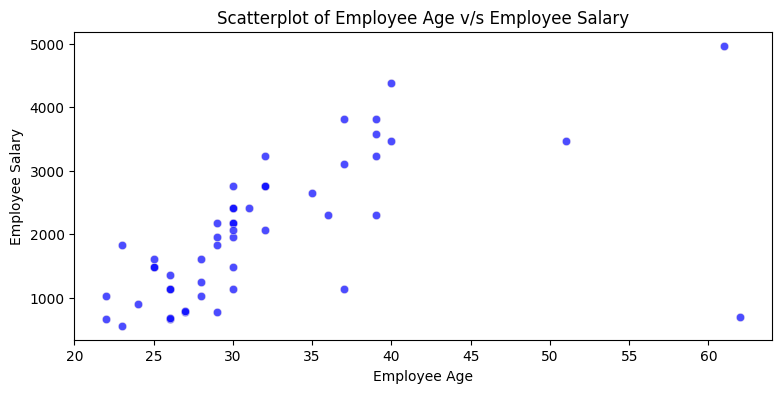 Scatterplot of Employee Age v/s Employee Salary
5000
4000
3000
2000
1000
Employee Salary
20 25 30 35 40 45 50 55 60
Employee Age